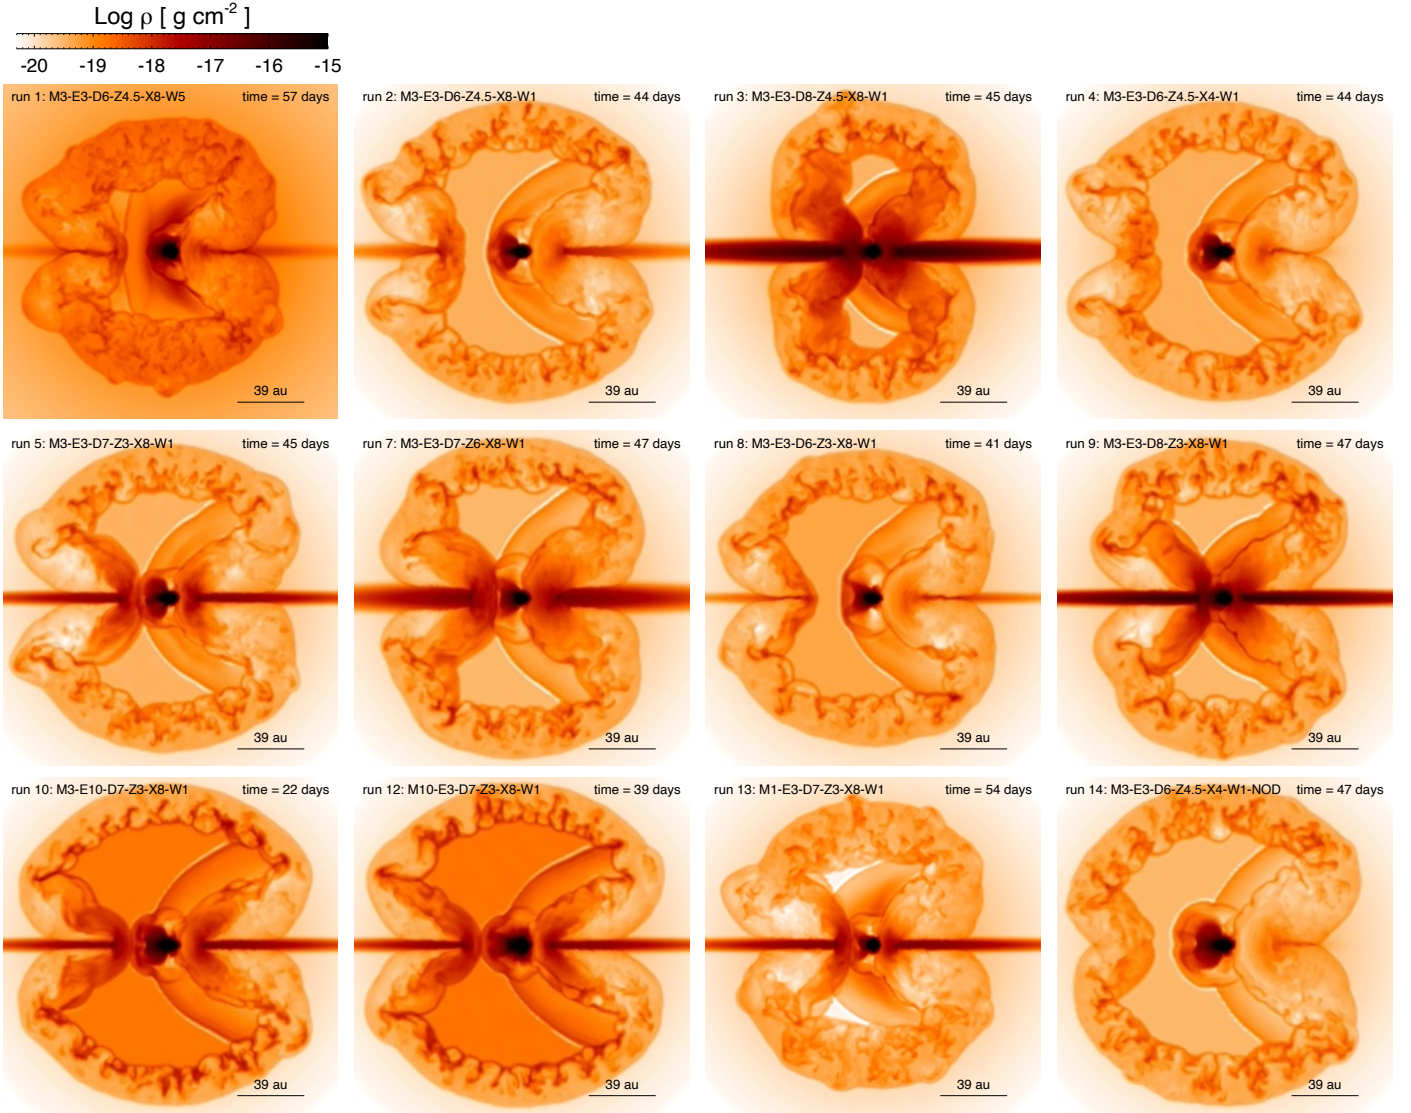 Log ρ [ g cm-2 ]
-20 -19 -18 -17 -16 -15
run 1: M3-E3-D6-Z4.5-X8-W5 time = 57 days
39 au
run 2: M3-E3-D6-Z4.5-X8-W1 time = 44 days
39 au
run 3: M3-E3-D8-Z4.5-X8-W1 time = 45 days
39 au
run 4: M3-E3-D6-Z4.5-X4-W1 time = 44 days
39 au
run 5: M3-E3-D7-Z3-X8-W1 time = 45 days
39 au
run 7: M3-E3-D7-Z6-X8-W1 time = 47 days
39 au
run 8: M3-E3-D6-Z3-X8-W1 time = 41 days
39 au
run 9: M3-E3-D8-Z3-X8-W1 time = 47 days
39 au
run 10: M3-E10-D7-Z3-X8-W1 time = 22 days
39 au
run 12: M10-E3-D7-Z3-X8-W1 time = 39 days
39 au
run 13: M1-E3-D7-Z3-X8-W1 time = 54 days
39 au
run 14: M3-E3-D6-Z4.5-X4-W1-NOD time = 47 days
39 au